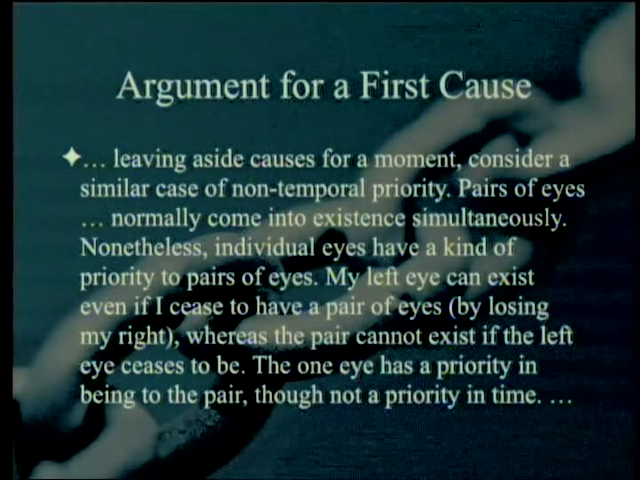 Argument for a First Cause
… leaving aside causes for a moment, consider a
similar case of non-temporal priority. Pairs of eyes
… normally come into existence simultaneously.
Nonetheless, individual eyes have a kind of
priority to pairs of eyes. My left eye can exist
even if I cease to have a pair of eyes (by losing
my right), whereas the pair cannot exist if the left
eye ceases to be. The one eye has a priority in
being to the pair, though not a priority in time. …